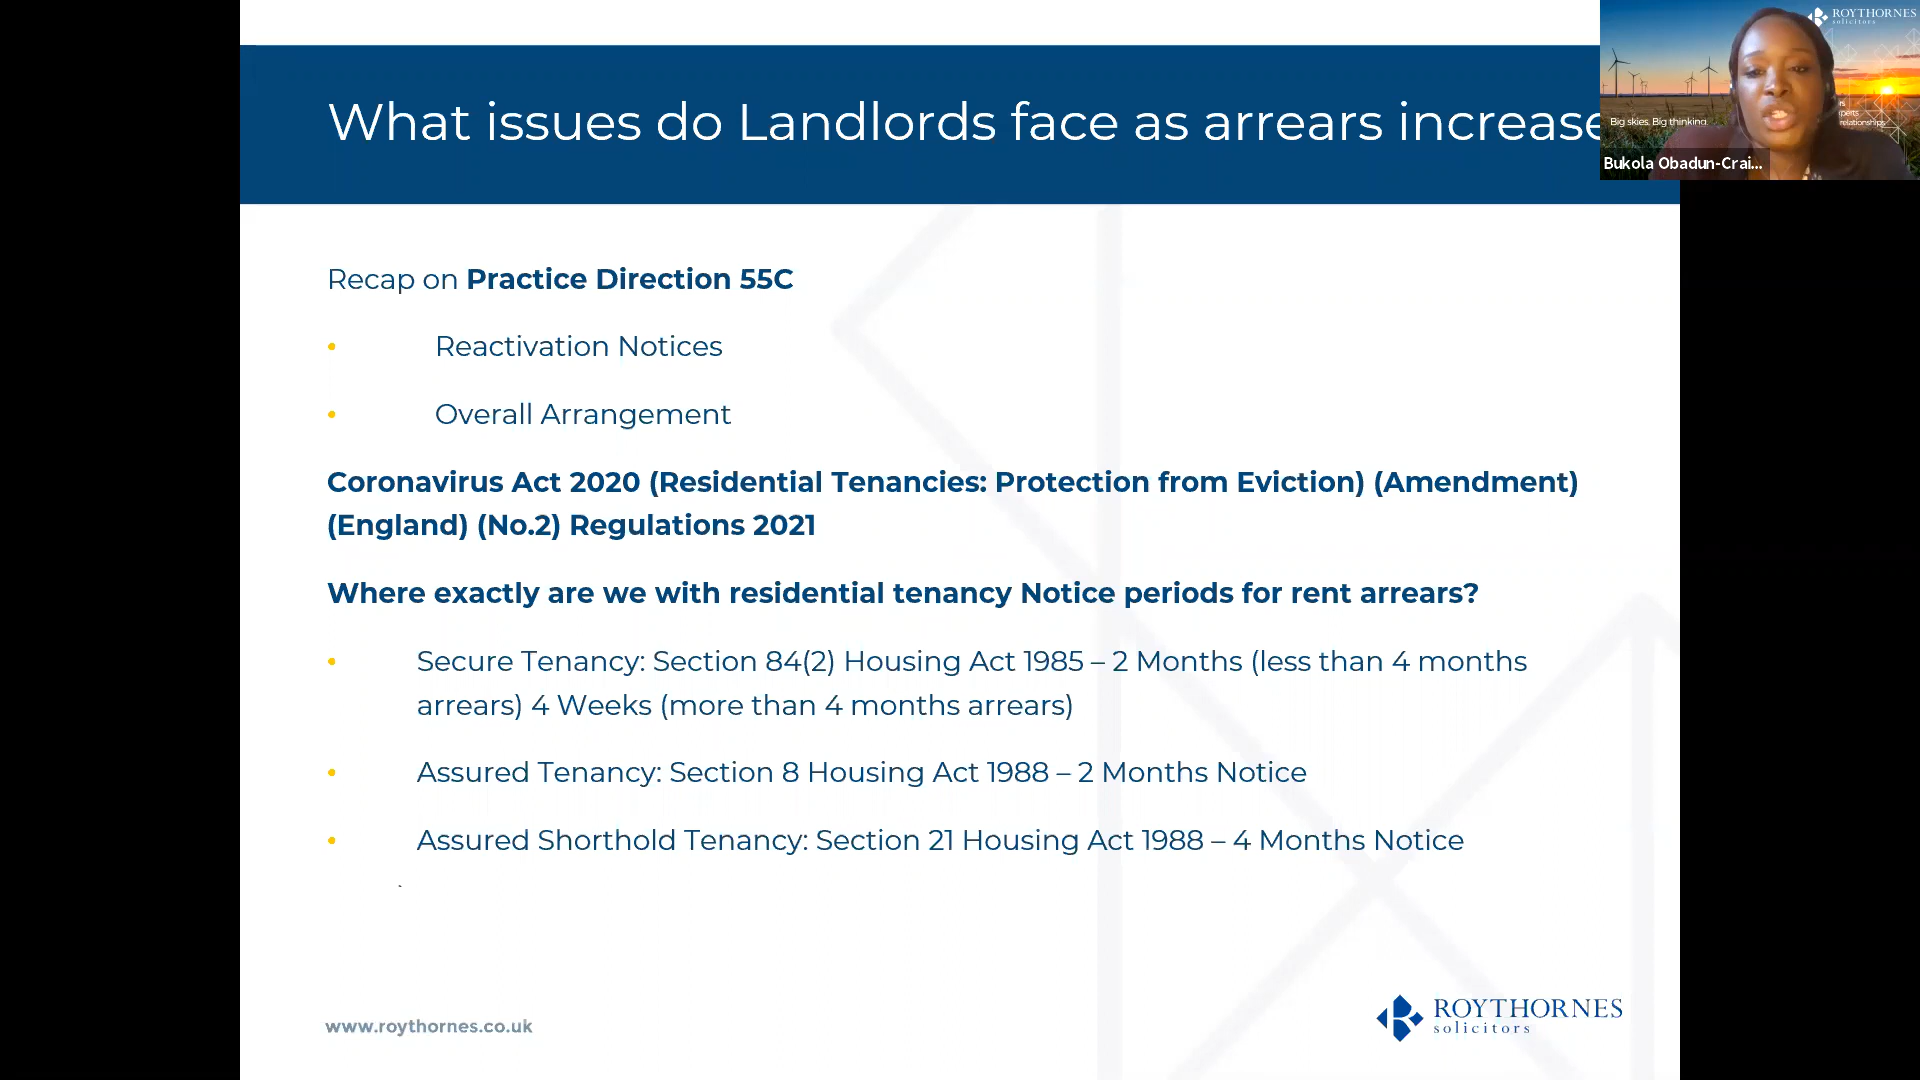 What issues do Landlords face as arrears increase
ROYTHORNES
solicitors
Big skies. Big thinking.
relationships
Bukola Obadun-Crai...
Recap on Practice Direction 55C
• Reactivation Notices
• Overall Arrangement
Coronavirus Act 2020 (Residential Tenancies: Protection from Eviction) (Amendment)
(England) (No.2) Regulations 2021
Where exactly are we with residential tenancy Notice periods for rent arrears?
• Secure Tenancy: Section 84(2) Housing Act 1985 – 2 Months (less than 4 months
arrears) 4 Weeks (more than 4 months arrears)
• Assured Tenancy: Section 8 Housing Act 1988 – 2 Months Notice
• Assured Shorthold Tenancy: Section 21 Housing Act 1988 – 4 Months Notice
www.roythornes.co.uk
ROYTHORNES
solicitors